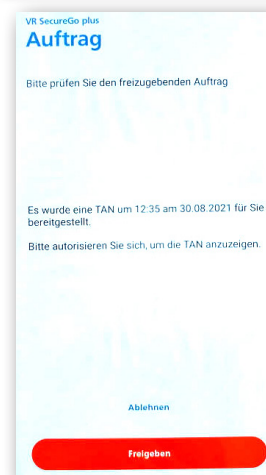 VR SecureGo plus
Auftrag
Bitte prüfen Sie den freizugebenden Auftrag
Es wurde eine TAN um 12:35 am 30.08.2021 für Sie
bereitgestellt.
Bitte autorisieren Sie sich, um die TAN anzuzeigen.
Ablehnen
Freigeben